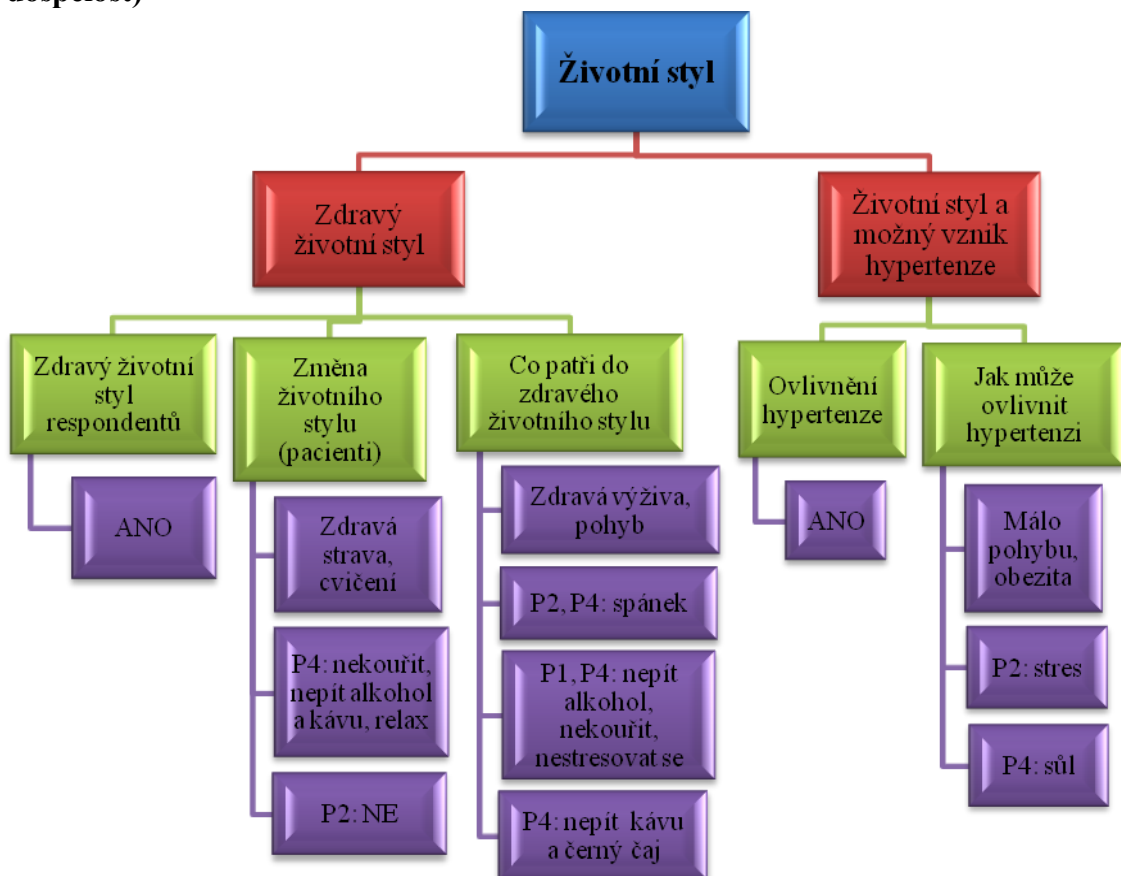 dospělost)
Životní styl
Zdravý
životní styl
Životní styl a
možný vznik
hypertenze
Zdravý životní
styl
respondentů
Změna
životního
stylu
(pacienti)
Co patři do
zdravého
životního stylu
Ovlivnění
hypertenze
Jak může
ovlivnit
hypertenzi
ANO
Zdravá
strava,
cvičení
P4: nekouřit,
nepít alkohol
a kávu, relax
P2: NE
Zdravá výživa,
pohyb
P2, P4: spánek
P1, P4: nepít
alkohol,
nekouřit,
nestresovat se
P4: nepít kávu
a černý čaj
ANO
Málo
pohybu,
obezita
P2: stres
P4: sůl